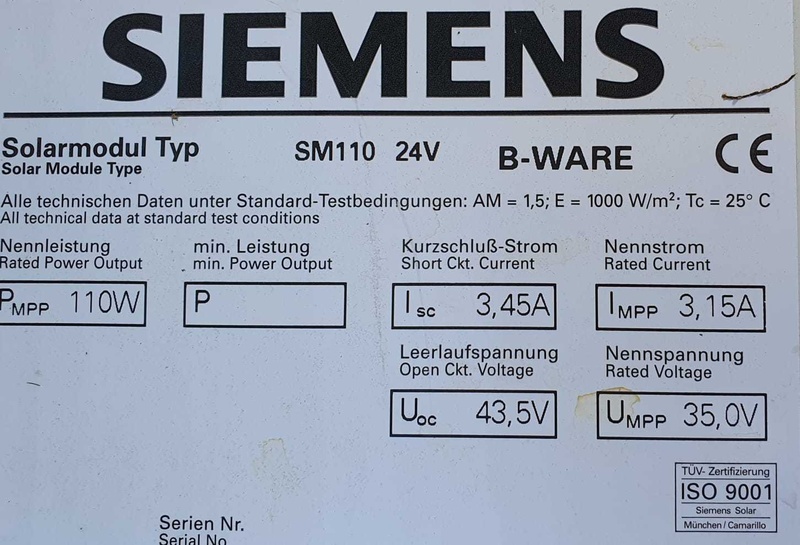 SIEMENS
Solarmodul Typ SM110 24V B-WARE CE
Solar Module Type
Alle technischen Daten unter Standard-Testbedingungen: AM = 1,5; E = 1000 W/m²; Tc = 25° C
All technical data at standard test conditions
Nennleistung min. Leistung Kurzschluß-Strom Nennstrom
Rated Power Output min. Power Output Short Ckt. Current Rated Current
PMPP 110W P Isc 3,45A IMPP 3,15A
Leerlaufspannung Nennspannung
Open Ckt. Voltage Rated Voltage
Uoc 43,5V UMPP 35,0V
TÜV- Zertifizierung
ISO 9001
Siemens Solar
München / Camarillo
Serien Nr.
Serial No